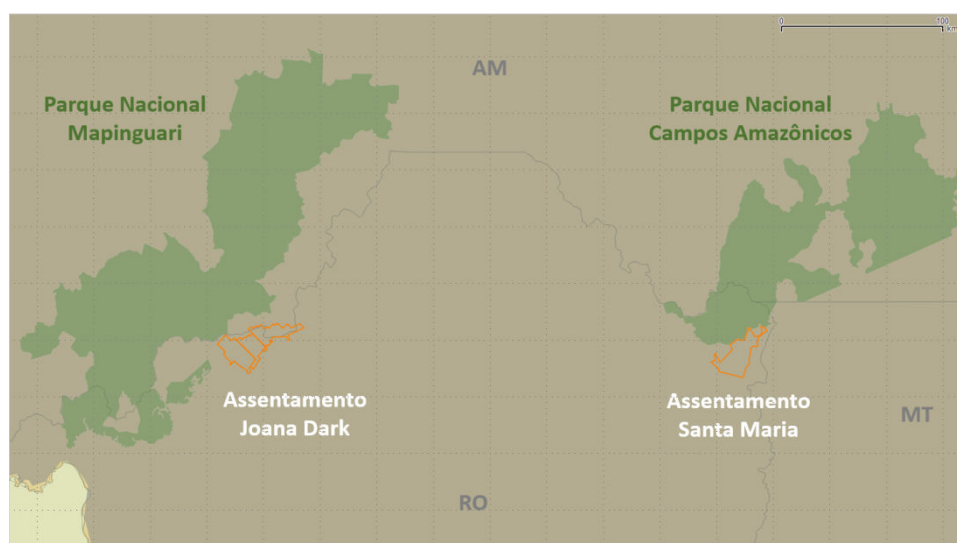 0 100
km
AM
Parque Nacional
Mapinguari
Parque Nacional
Campos Amazônicos
Assentamento
Joana Dark
Assentamento
Santa Maria
MT
RO